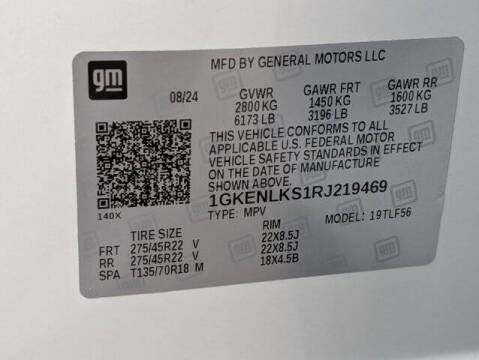 gm
MFD BY GENERAL MOTORS LLC
08/24 GVWR GAWR FRT GAWR RR
2800 KG 1450 KG 1600 KG
6173 LB 3196 LB 3527 LB
THIS VEHICLE CONFORMS TO ALL
APPLICABLE U.S. FEDERAL MOTOR
VEHICLE SAFETY STANDARDS IN EFFECT
ON THE DATE OF MANUFACTURE
1GKENLKS1RJ219469
140X TYPE: MPV MODEL: 19TLF56
TIRE SIZE RIM
FRT 275/45R22 V 22X8.5J
RR 275/45R22 V 22X8.5J
SPA T135/70R18 M 18X4.5B